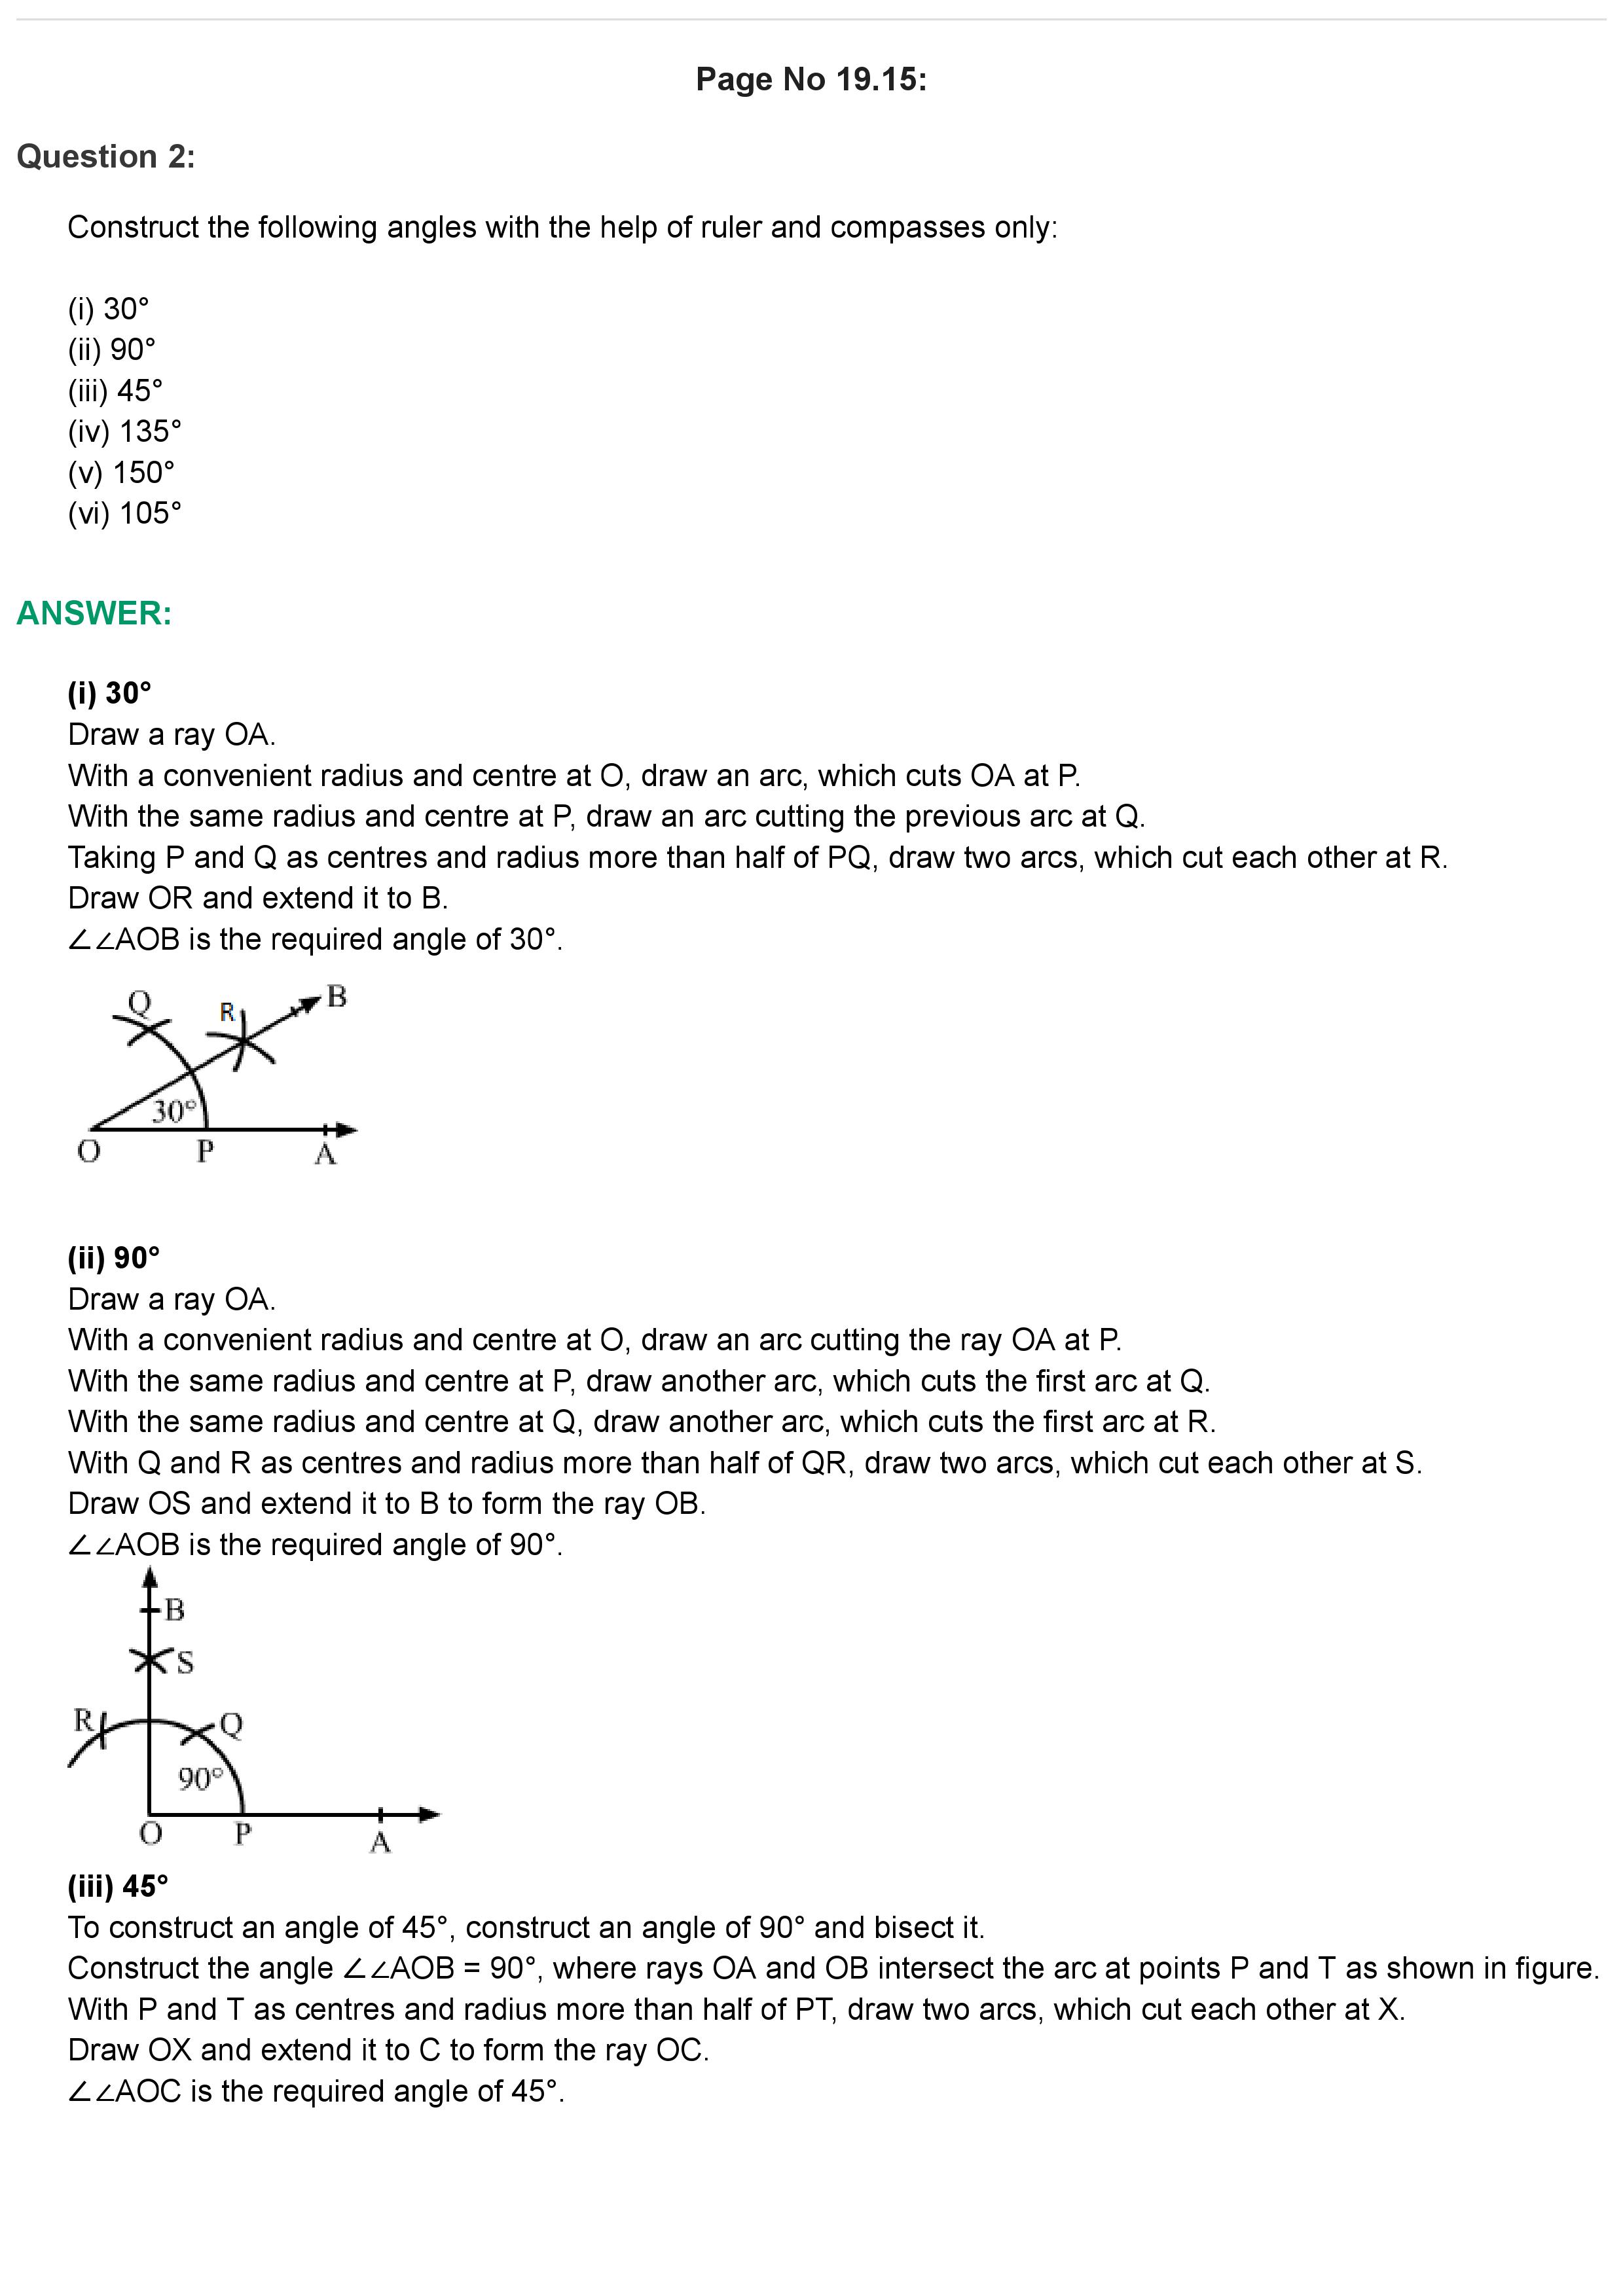 Page No 19.15:
Question 2:
Construct the following angles with the help of ruler and compasses only:
(i) 30°
(ii) 90°
(iii) 45°
(iv) 135°
(v) 150°
(vi) 105°
ANSWER:
(i) 30°
Draw a ray OA.
With a convenient radius and centre at O, draw an arc, which cuts OA at P.
With the same radius and centre at P, draw an arc cutting the previous arc at Q.
Taking P and Q as centres and radius more than half of PQ, draw two arcs, which cut each other at R.
Draw OR and extend it to B.
∠∠AOB is the required angle of 30°.
Q R B
30°
O P A
(ii) 90°
Draw a ray OA.
With a convenient radius and centre at O, draw an arc cutting the ray OA at P.
With the same radius and centre at P, draw another arc, which cuts the first arc at Q.
With the same radius and centre at Q, draw another arc, which cuts the first arc at R.
With Q and R as centres and radius more than half of QR, draw two arcs, which cut each other at S.
Draw OS and extend it to B to form the ray OB.
∠∠AOB is the required angle of 90°.
B
S
R Q
90°
O P A
(iii) 45°
To construct an angle of 45°, construct an angle of 90° and bisect it.
Construct the angle ∠∠AOB = 90°, where rays OA and OB intersect the arc at points P and T as shown in figure.
With P and T as centres and radius more than half of PT, draw two arcs, which cut each other at X.
Draw OX and extend it to C to form the ray OC.
∠∠AOC is the required angle of 45°.